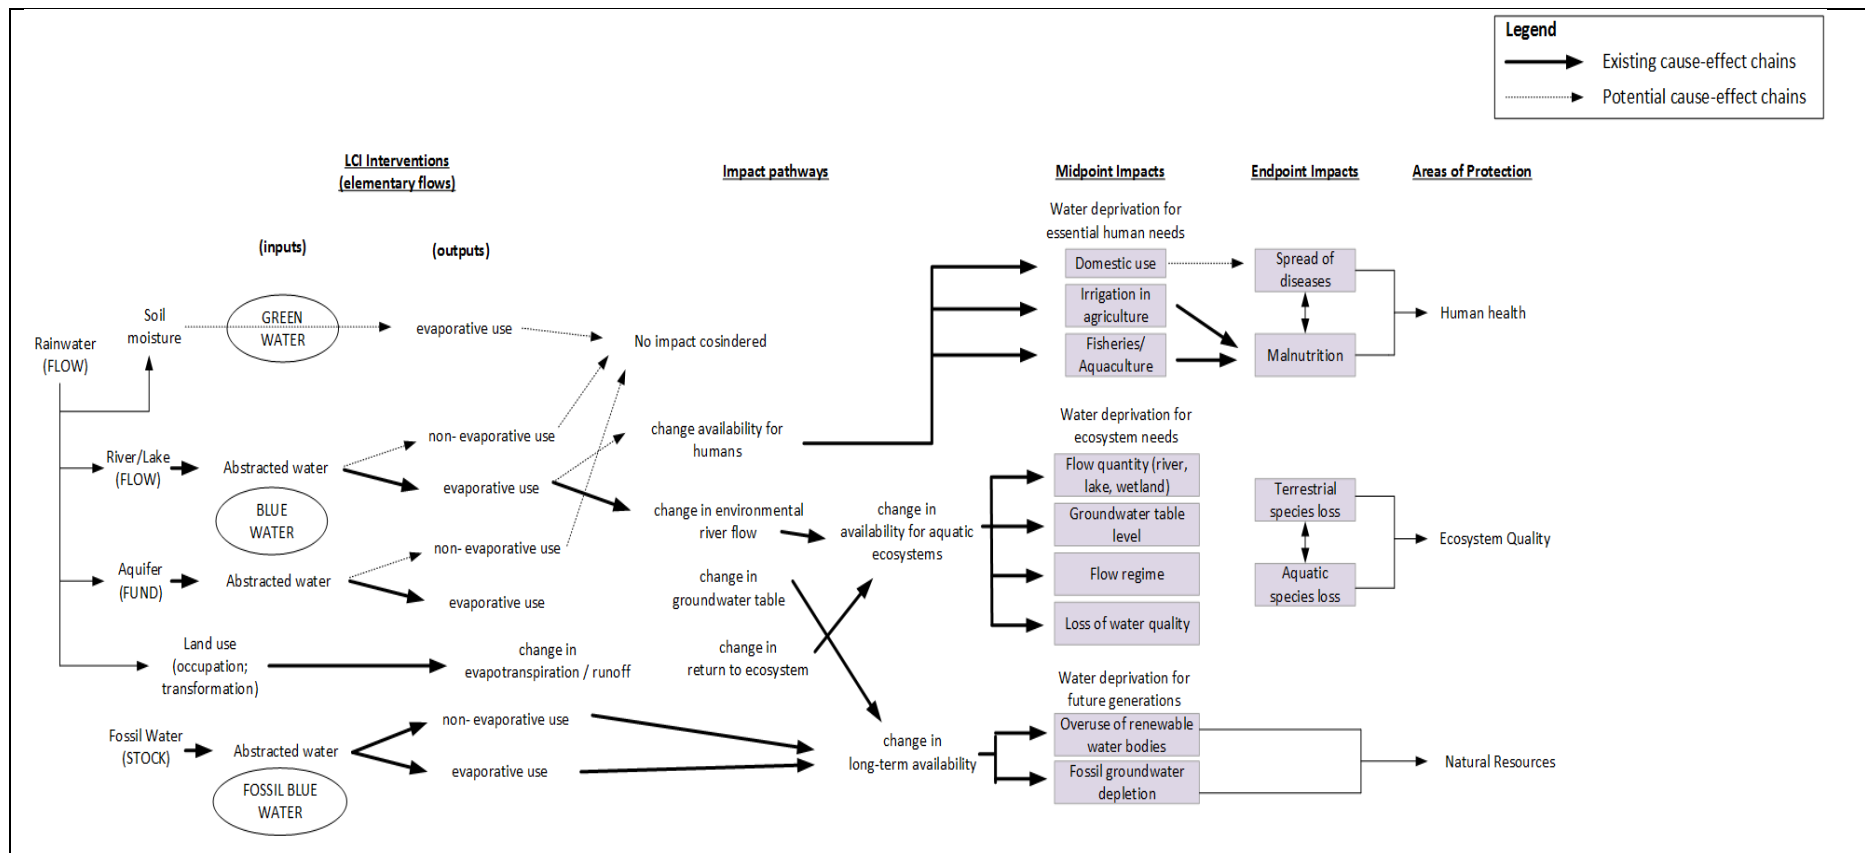 Legend
Existing cause-effect chains
Potential cause-effect chains
LCI Interventions
(elementary flows)
Impact pathways
Midpoint Impacts
Endpoint Impacts
Areas of Protection
(inputs)
(outputs)
Water deprivation for
essential human needs
Domestic use
Irrigation in
agriculture
Fisheries/
Aquaculture
Spread of
diseases
Malnutrition
Human health
Rainwater
(FLOW)
Soil
moisture
GREEN
WATER
evaporative use
No impact cosindered
River/Lake
(FLOW)
Abstracted water
BLUE
WATER
non- evaporative use
evaporative use
change availability for
humans
change in environmental
river flow
change in
availability for aquatic
ecosystems
Water deprivation for
ecosystem needs
Flow quantity (river,
lake, wetland)
Groundwater table
level
Flow regime
Loss of water quality
Terrestrial
species loss
Aquatic
species loss
Ecosystem Quality
Aquifer
(FUND)
Abstracted water
non- evaporative use
evaporative use
change in
groundwater table
Land use
(occupation;
transformation)
change in
evapotranspiration / runoff
change in
return to ecosystem
Fossil Water
(STOCK)
Abstracted water
FOSSIL BLUE
WATER
non- evaporative use
evaporative use
change in
long-term availability
Water deprivation for
future generations
Overuse of renewable
water bodies
Fossil groundwater
depletion
Natural Resources